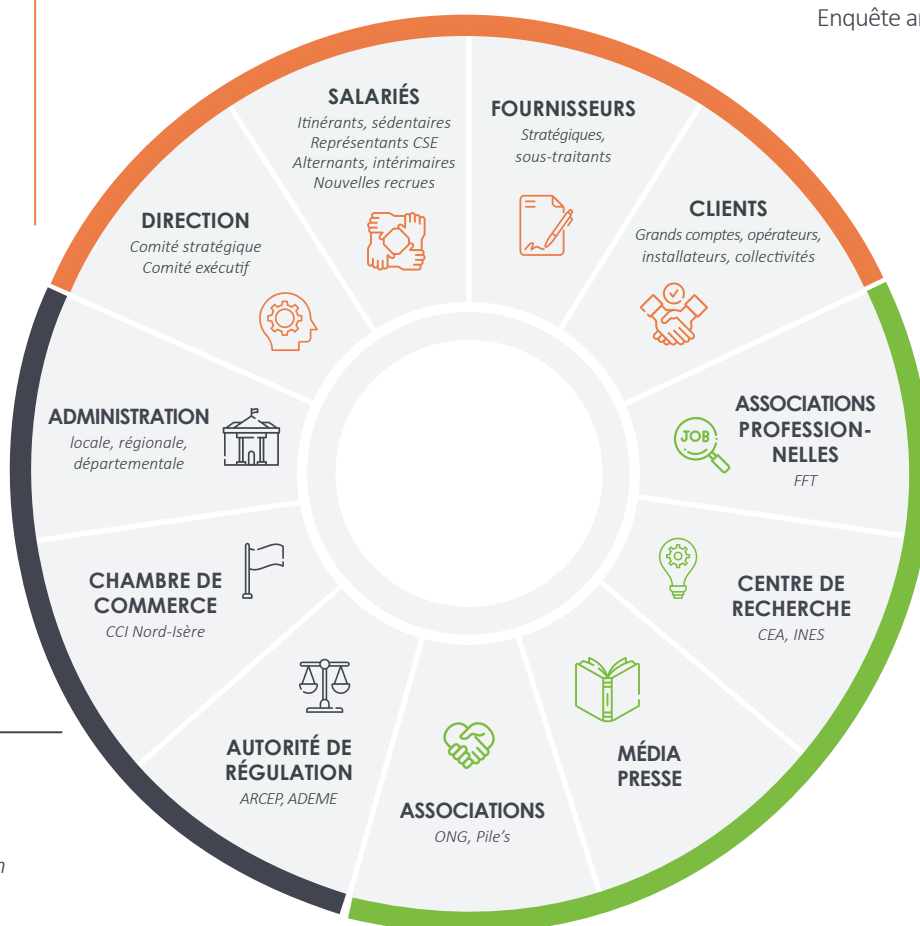 Enquête
SALARIÉS
Itinérants, sédentaires
Représentants CSE
Alternants, intérimaires
Nouvelles recrues
FOURNISSEURS
Stratégiques,
sous-traitants
DIRECTION
Comité stratégique
Comité exécutif
CLIENTS
Grands comptes, opérateurs,
installateurs, collectivités
ADMINISTRATION
locale, régionale,
départementale
JOB
ASSOCIATIONS
PROFESSION-
NELLES
FFT
CHAMBRE DE
COMMERCE
CCI Nord-Isère
CENTRE DE
RECHERCHE
CEA, INES
AUTORITÉ DE
RÉGULATION
ARCEP, ADEME
MÉDIA
PRESSE
ASSOCIATIONS
ONG, Pile's